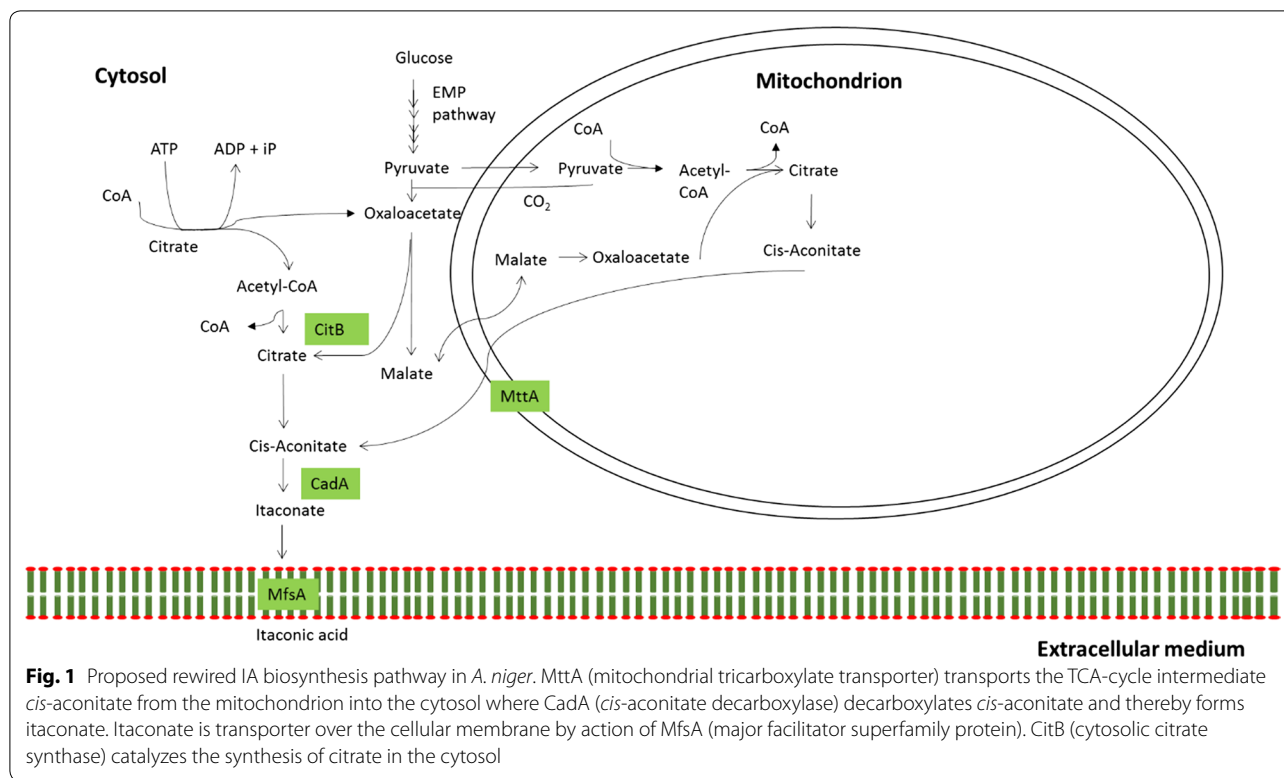 Glucose
Cytosol
Mitochondrion
EMP
pathway
CoA
CoA
ATP
ADP + iP
Pyruvate
Pyruvate
Acetyl-
CoA
Citrate
CoA
CO2
Oxaloacetate
Citrate
Malate
Oxaloacetate
Cis-Aconitate
Acetyl-CoA
CoA
CitB
Citrate
Malate
MttA
Cis-Aconitate
CadA
Itaconate
MfsA
Itaconic acid
Extracellular medium
Fig. 1 Proposed rewired IA biosynthesis pathway in A. niger. MttA (mitochondrial tricarboxylate transporter) transports the TCA-cycle intermediate
cis-aconitate from the mitochondrion into the cytosol where CadA (cis-aconitate decarboxylase) decarboxylates cis-aconitate and thereby forms
itaconate. Itaconate is transporter over the cellular membrane by action of MfsA (major facilitator superfamily protein). CitB (cytosolic citrate
synthase) catalyzes the synthesis of citrate in the cytosol